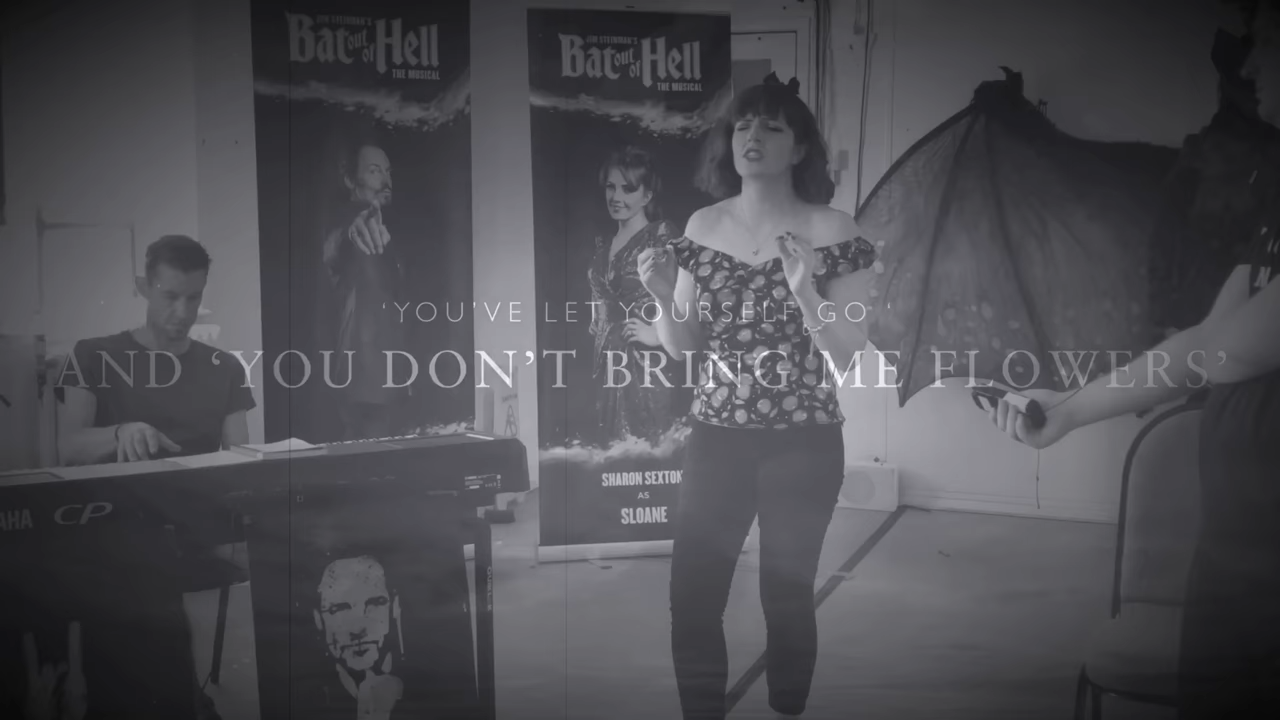 JIM STEINMAN'S
Bat out of Hell
THE MUSICAL
JIM STEINMAN'S
Bat out of Hell
THE MUSICAL
'YOU'VE LET YOURSELF GO '
AND 'YOU DON'T BRING ME FLOWERS'
SHARON SEXTON
AS
SLOANE
AHA CP